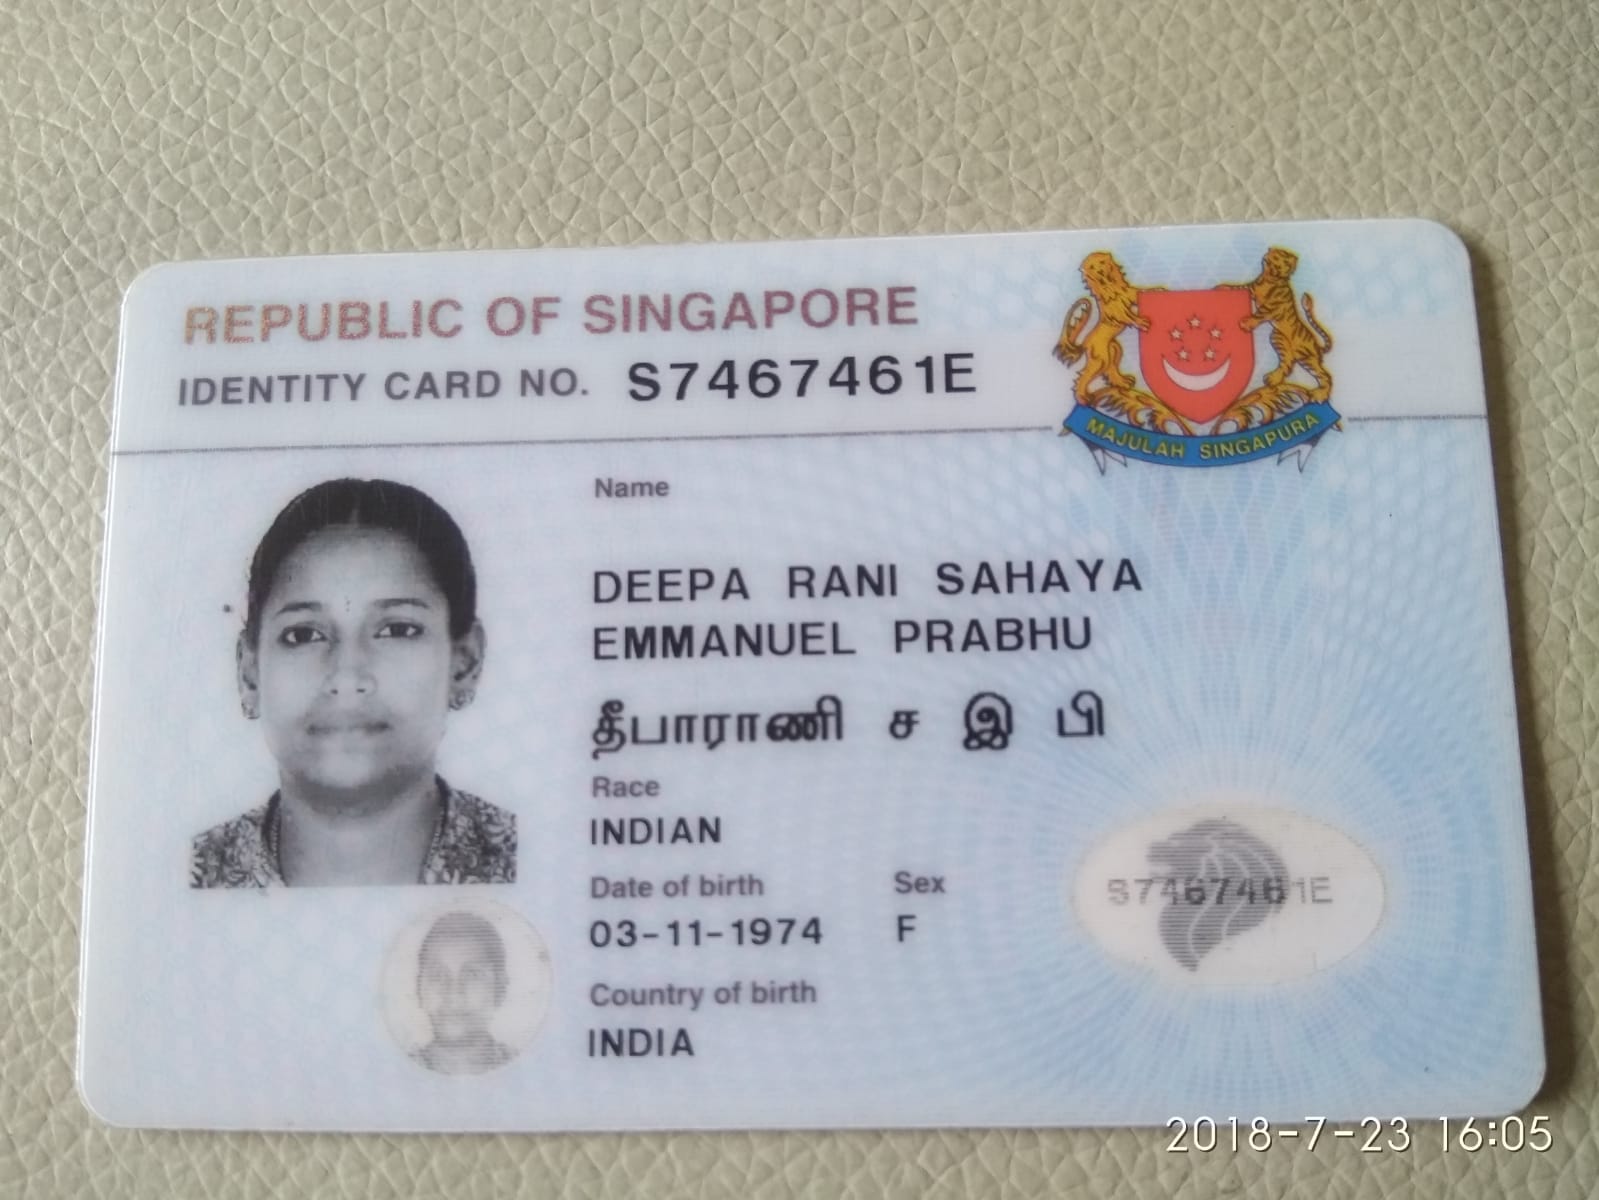 REPUBLIC OF SINGAPORE
IDENTITY CARD NO. S7467461E
MAJULAH SINGAPURA
Name
DEEPA RANI SAHAYA
EMMANUEL PRABHU
தீபாராணி ச இ பி
Race
INDIAN
Date of birth Sex
03-11-1974 F
S7467461E
Country of birth
INDIA
2018-7-23 16:05